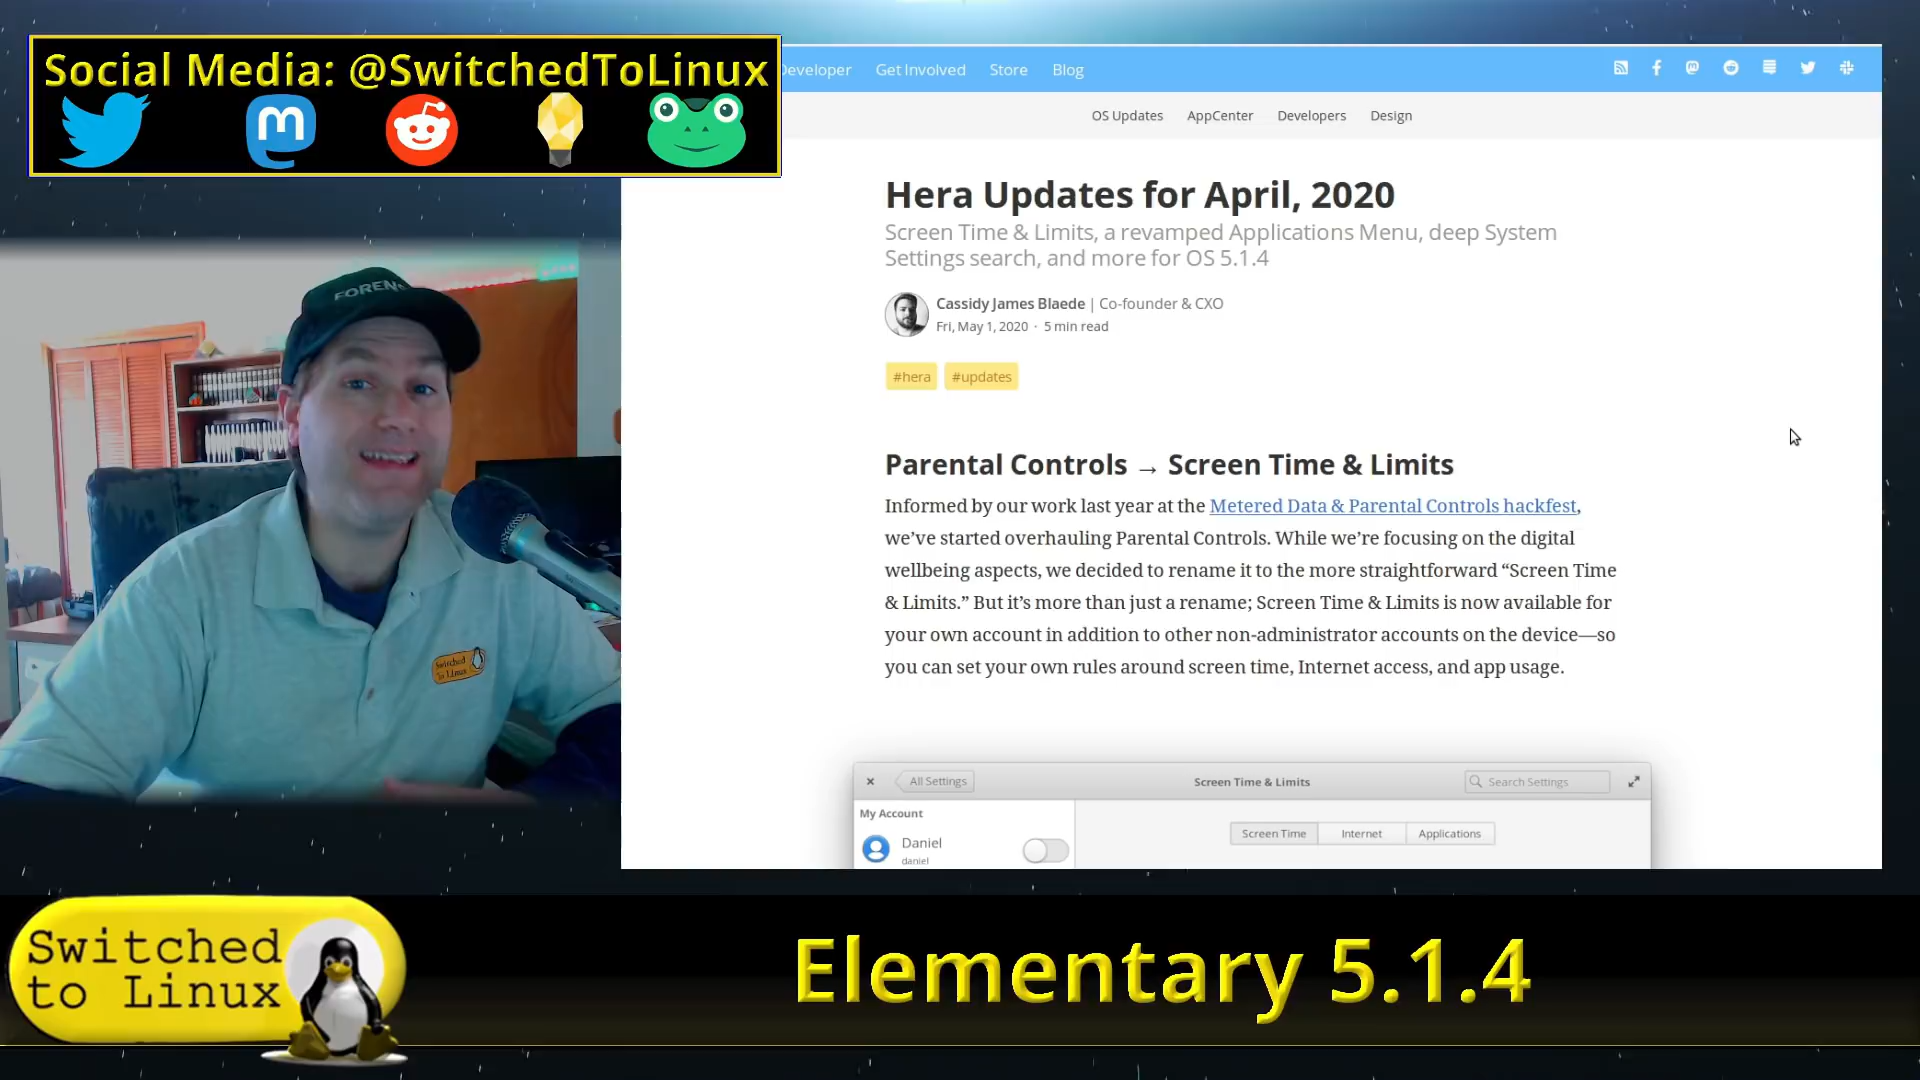 Social Media: @SwitchedToLinux
Developer Get Involved Store Blog
OS Updates AppCenter Developers Design
Hera Updates for April, 2020
Screen Time & Limits, a revamped Applications Menu, deep System
Settings search, and more for OS 5.1.4
Cassidy James Blaede | Co-founder & CXO
Fri, May 1, 2020 · 5 min read
#hera #updates
Parental Controls → Screen Time & Limits
Informed by our work last year at the Metered Data & Parental Controls hackfest,
we’ve started overhauling Parental Controls. While we’re focusing on the digital
wellbeing aspects, we decided to rename it to the more straightforward “Screen Time
& Limits.” But it’s more than just a rename; Screen Time & Limits is now available for
your own account in addition to other non-administrator accounts on the device—so
you can set your own rules around screen time, Internet access, and app usage.
All Settings Screen Time & Limits Search Settings
My Account
Screen Time Internet Applications
Daniel
daniel
Switched
To Linux
Switched
to Linux
Elementary 5.1.4